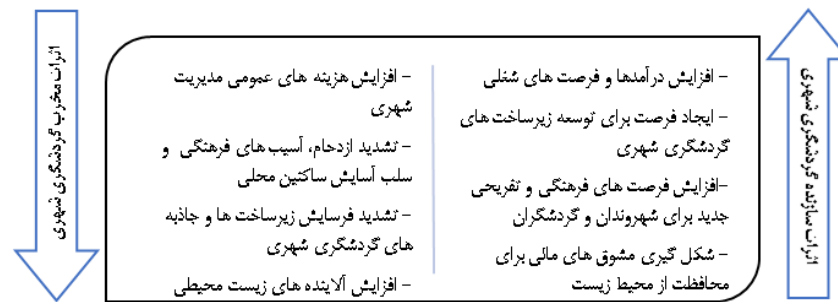 اثرات سازنده گردشگری شهری
- افزایش درآمدها و فرصت های شغلی
- ایجاد فرصت برای توسعه زیرساخت های
گردشگری شهری
-افزایش فرصت های فرهنگی و تفریحی
جدید برای شهروندان و گردشگران
- شکل گیری مشوق های مالی برای
محافظت از محیط زیست
- افزایش هزینه های عمومی مدیریت
شهری
- تشدید ازدحام، آسیب های فرهنگی و
سلب آسایش ساکنین محلی
- تشدید فرسایش زیرساخت ها و جاذبه
های گردشگری شهری
- افزایش آلاینده های زیست محیطی
اثرات مخرب گردشگری شهری